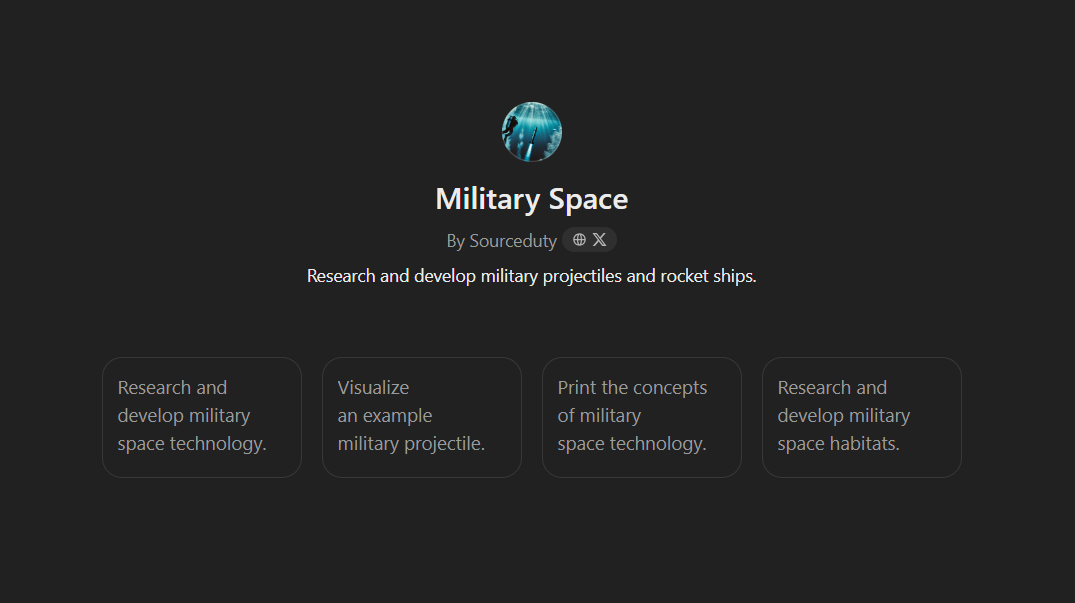 Military Space
By Sourceduty
Research and develop military projectiles and rocket ships.
Research and
develop military
space technology.
Visualize
an example
military projectile.
Print the concepts
of military
space technology.
Research and
develop military
space habitats.